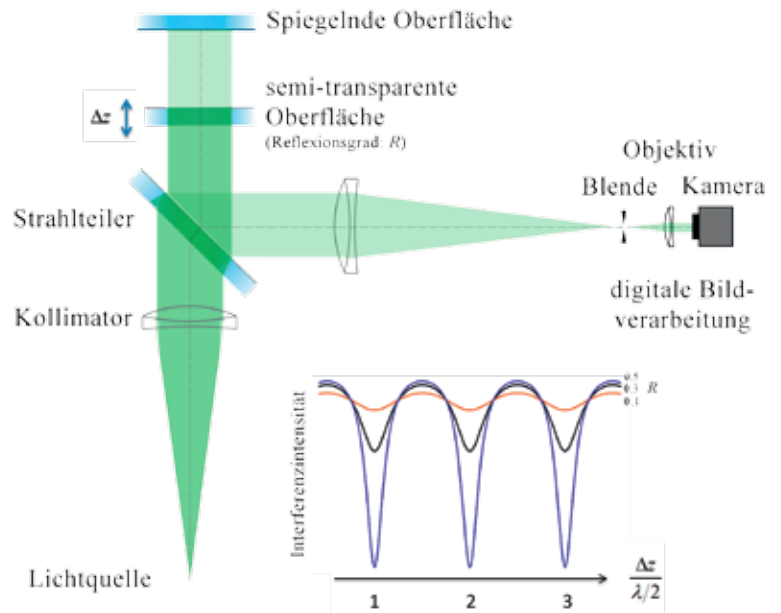 Spiegelnde Oberfläche
semi-transparente
Δz
Oberfläche
(Reflexionsgrad: R)
Objektiv
Blende
Kamera
Strahlteiler
Kollimator
digitale Bild-
verarbeitung
Interferenzintensität
0.5
0.3 R
0.1
Lichtquelle
1 2 3
Δz
λ/2